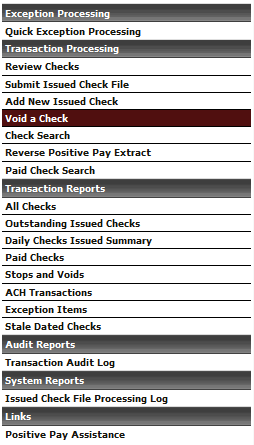 Exception Processing
Quick Exception Processing
Transaction Processing
Review Checks
Submit Issued Check File
Add New Issued Check
Void a Check
Check Search
Reverse Positive Pay Extract
Paid Check Search
Transaction Reports
All Checks
Outstanding Issued Checks
Daily Checks Issued Summary
Paid Checks
Stops and Voids
ACH Transactions
Exception Items
Stale Dated Checks
Audit Reports
Transaction Audit Log
System Reports
Issued Check File Processing Log
Links
Positive Pay Assistance